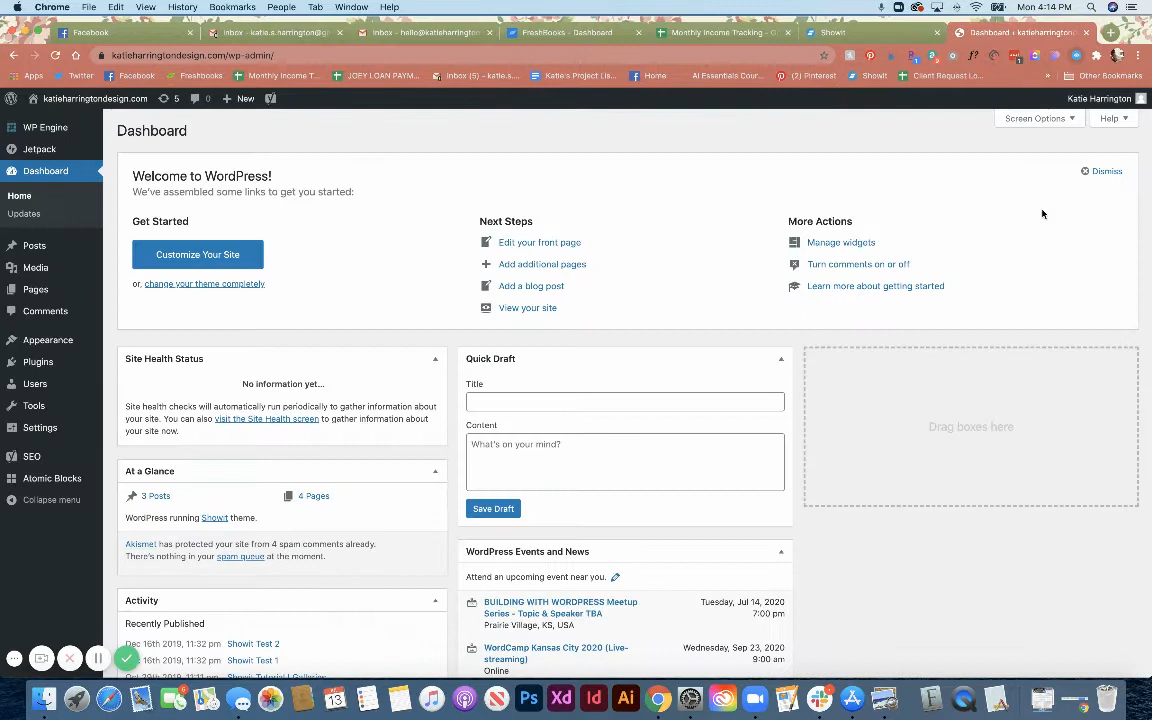 Chrome File Edit View History Bookmarks People Tab Window Help Mon 4:14 PM
Facebook × inbox - katie.s.harrington@g × inbox - hello@katieharrington × FreshBooks - Dashboard × Monthly Income Tracking - G × Showit × Dashboard ‹ katieharringtond ×
katieharringtondesign.com/wp-admin/
Apps Twitter Facebook Freshbooks Monthly Income T... JOEY LOAN PAYM... Inbox (5) - katie.s.... Katie's Project Lis... Home AI Essentials Cour... (2) Pinterest ShowIt Client Request Lo... » Other Bookmarks
katieharringtondesign.com 5 0 + New Katie Harrington
Screen Options ▼ Help ▼
WP Engine
Jetpack
Dashboard
Home
Updates
Posts
Media
Pages
Comments
Appearance
Plugins
Users
Tools
Settings
SEO
Atomic Blocks
Collapse menu
Dashboard
Welcome to WordPress!
Dismiss
We've assembled some links to get you started:
Get Started
Customize Your Site
or, change your theme completely
Next Steps
Edit your front page
Add additional pages
Add a blog post
View your site
More Actions
Manage widgets
Turn comments on or off
Learn more about getting started
Site Health Status
No information yet...
Site health checks will automatically run periodically to gather information about
your site. You can also visit the Site Health screen to gather information about
your site now.
At a Glance
3 Posts 4 Pages
WordPress running Showit theme.
Akismet has protected your site from 4 spam comments already.
There's nothing in your spam queue at the moment.
Activity
Recently Published
Dec 16th 2019, 11:32 pm Showit Test 2
16th 2019, 11:32 pm Showit Test 1
Quick Draft
Title
Content
What's on your mind?
Save Draft
WordPress Events and News
Attend an upcoming event near you.
BUILDING WITH WORDPRESS Meetup
Series - Topic & Speaker TBA
Prairie Village, KS, USA
Tuesday, Jul 14, 2020
7:00 pm
WordCamp Kansas City 2020 (Live-
streaming)
Online
Wednesday, Sep 23, 2020
9:00 am
Drag boxes here
JUL
13
Ps Xd Id Ai